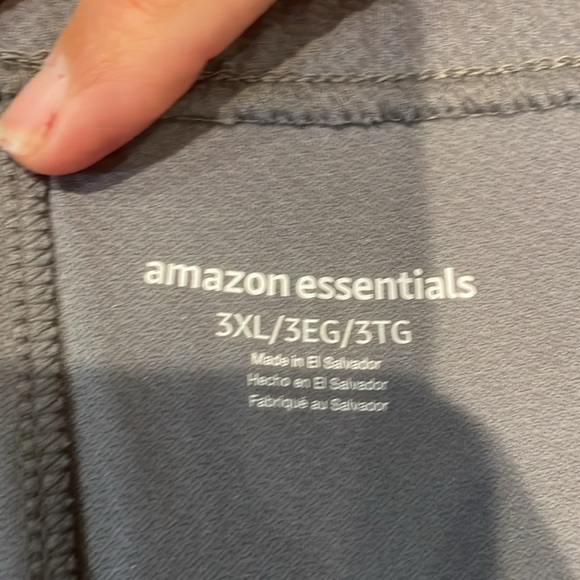 amazon essentials
3XL/3EG/3TG
Made in El Salvador
Hecho en El Salvador
Fabriqué au Salvador